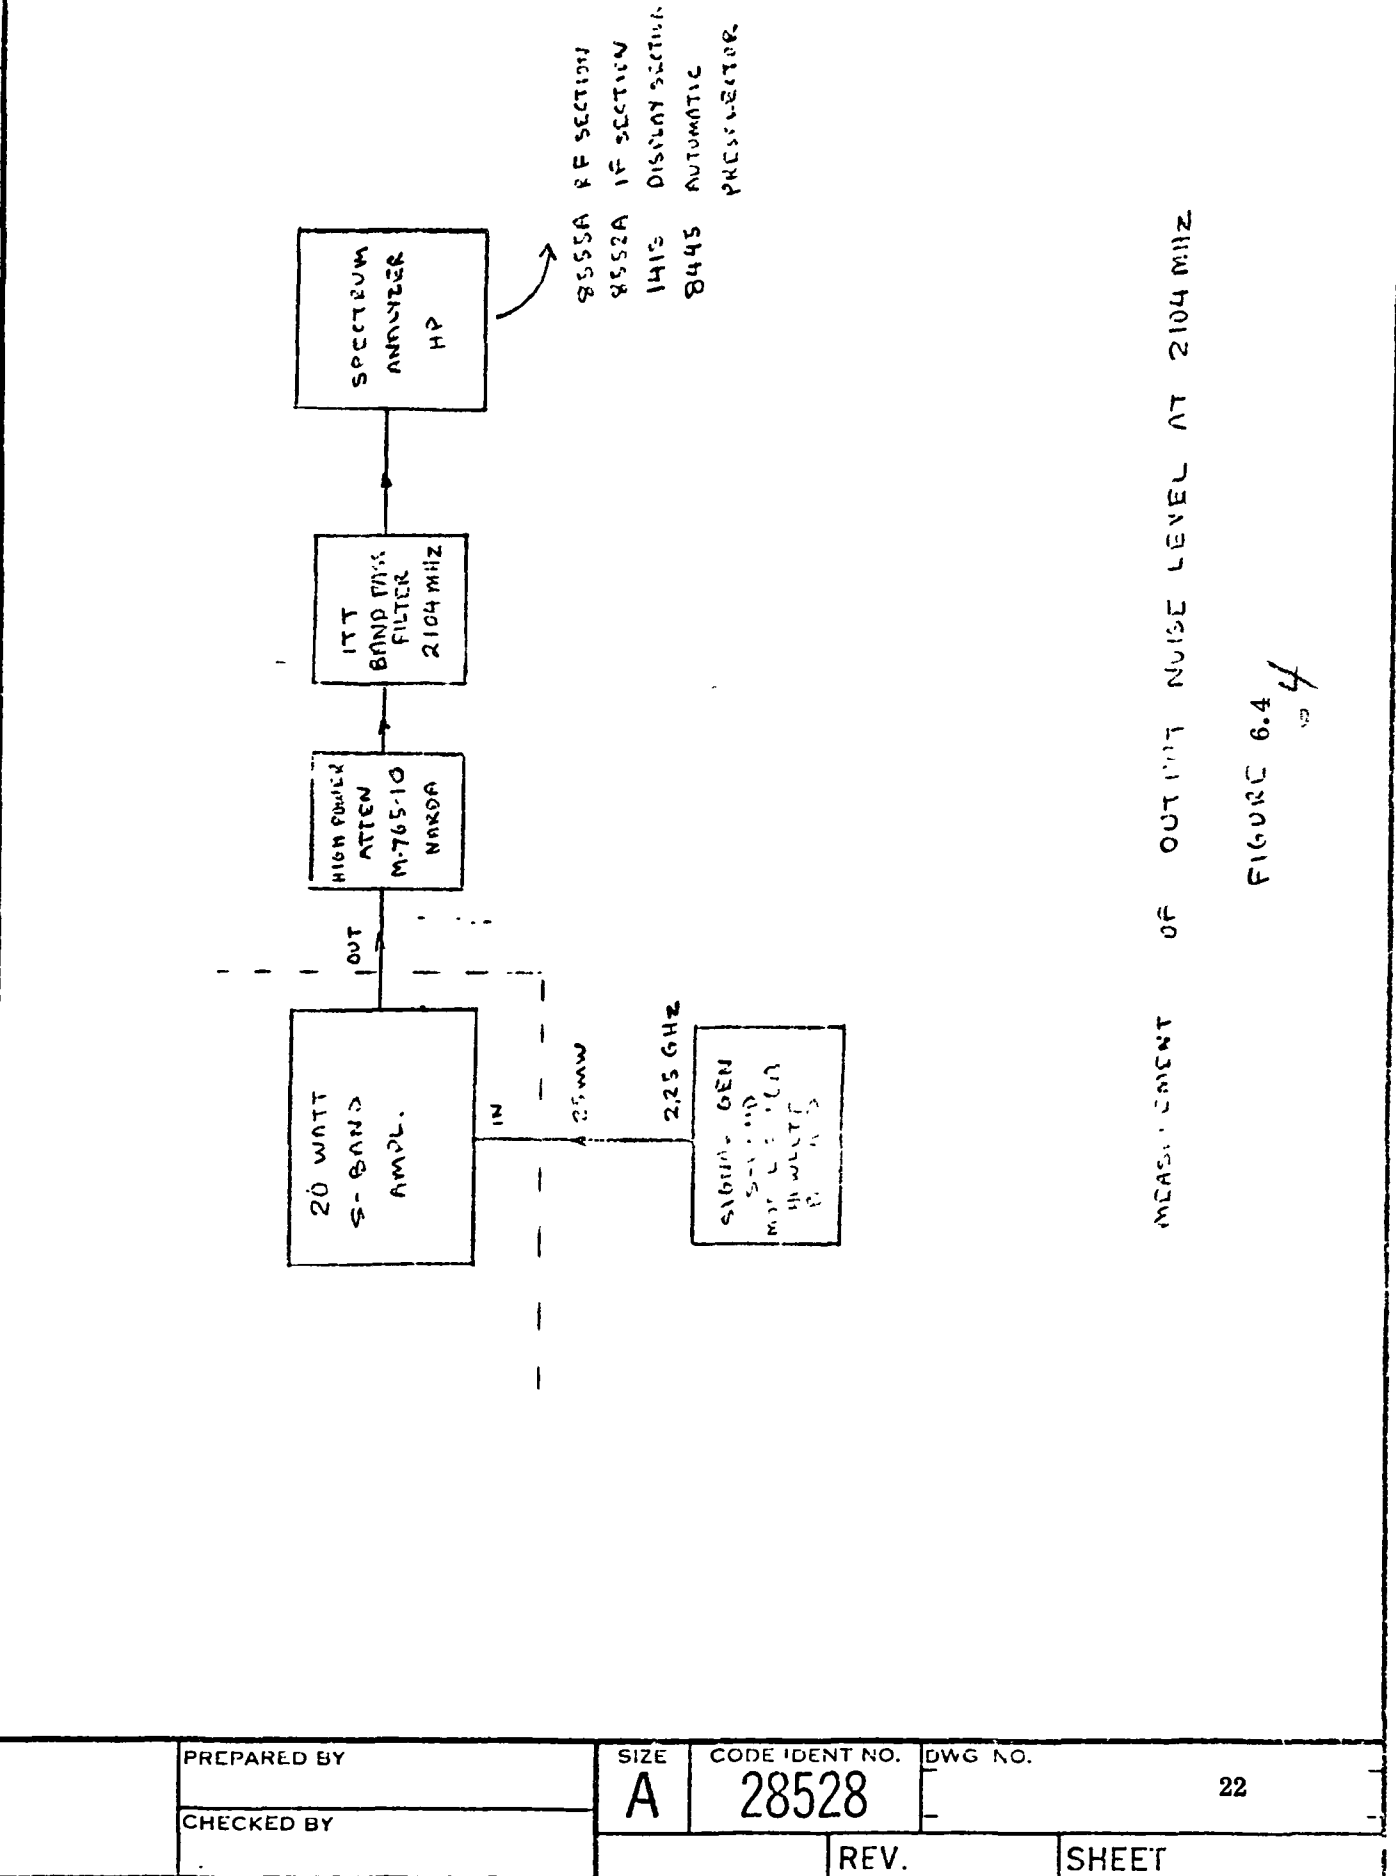 20 WATT
S-BAND
AMPL.
IN
OUT
25 MW
2.25 GHz
SIGNAL GEN
HIGH POWER
ATTEN
M-765-10
NARDA
ITT
BAND PASS
FILTER
2104 MHz
SPECTRUM
ANALYZER
HP
8555A RF SECTION
8552A IF SECTION
141S DISPLAY SECTION
8445 AUTOMATIC
PRESELECTOR
MEASUREMENT OF OUTPUT NOISE LEVEL AT 2104 MHz
FIGURE 6.4
4
PREPARED BY
CHECKED BY
SIZE
A
CODE IDENT NO.
28528
DWG NO.
22
REV.
SHEET